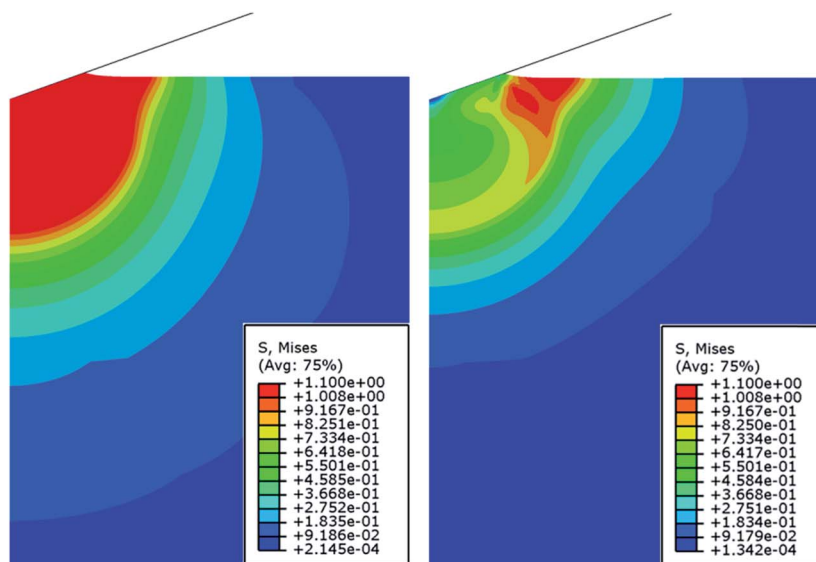 S, Mises
(Avg: 75%)
+1.100e+00
+1.008e+00
+9.167e-01
+8.251e-01
+7.334e-01
+6.418e-01
+5.501e-01
+4.585e-01
+3.668e-01
+2.752e-01
+1.835e-01
+9.186e-02
+2.145e-04
S, Mises
(Avg: 75%)
+1.100e+00
+1.008e+00
+9.167e-01
+8.250e-01
+7.334e-01
+6.417e-01
+5.501e-01
+4.584e-01
+3.668e-01
+2.751e-01
+1.834e-01
+9.179e-02
+1.342e-04